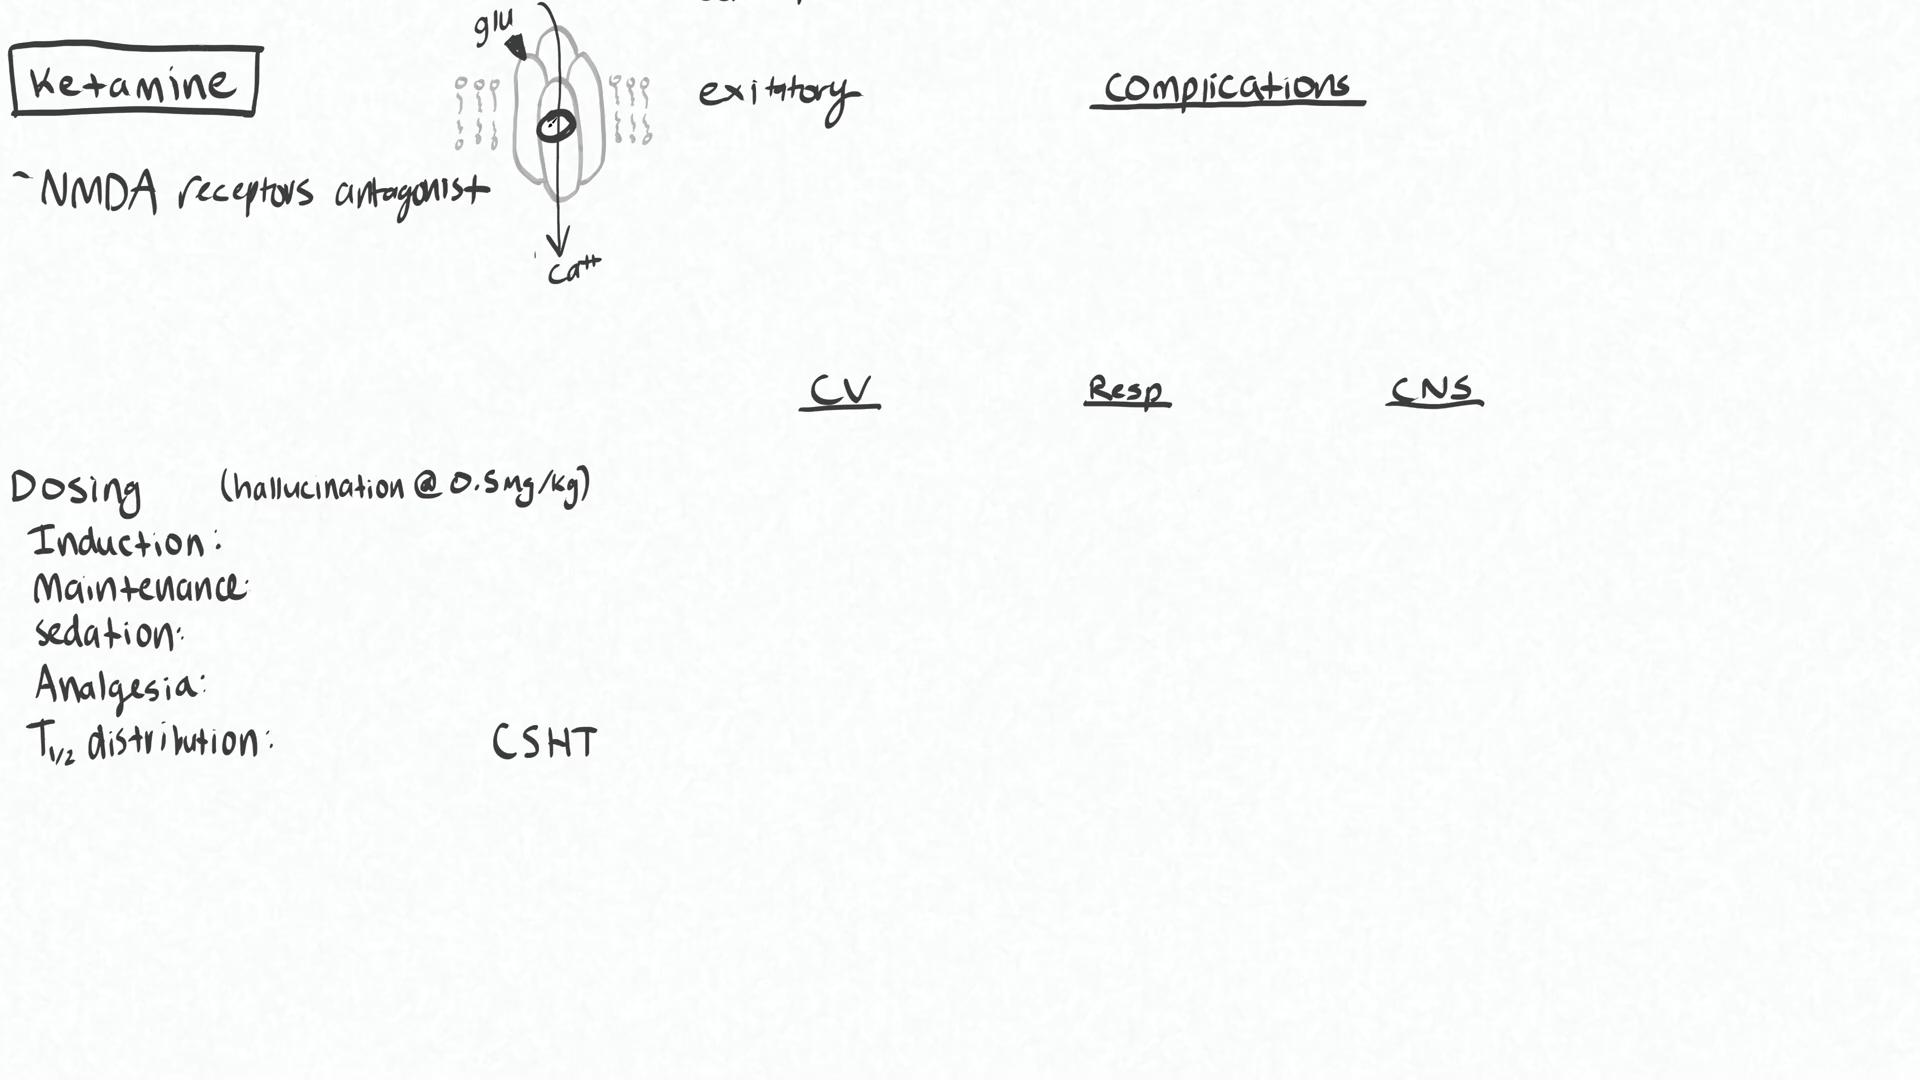 glu
Ketamine
exitatory
Complications
~NMDA receptors antagonist
Ca++
CV
Resp
CNS
Dosing (hallucination @ 0.5mg/kg)
Induction:
Maintenance:
sedation:
Analgesia:
T1/2 distribution: CSHT